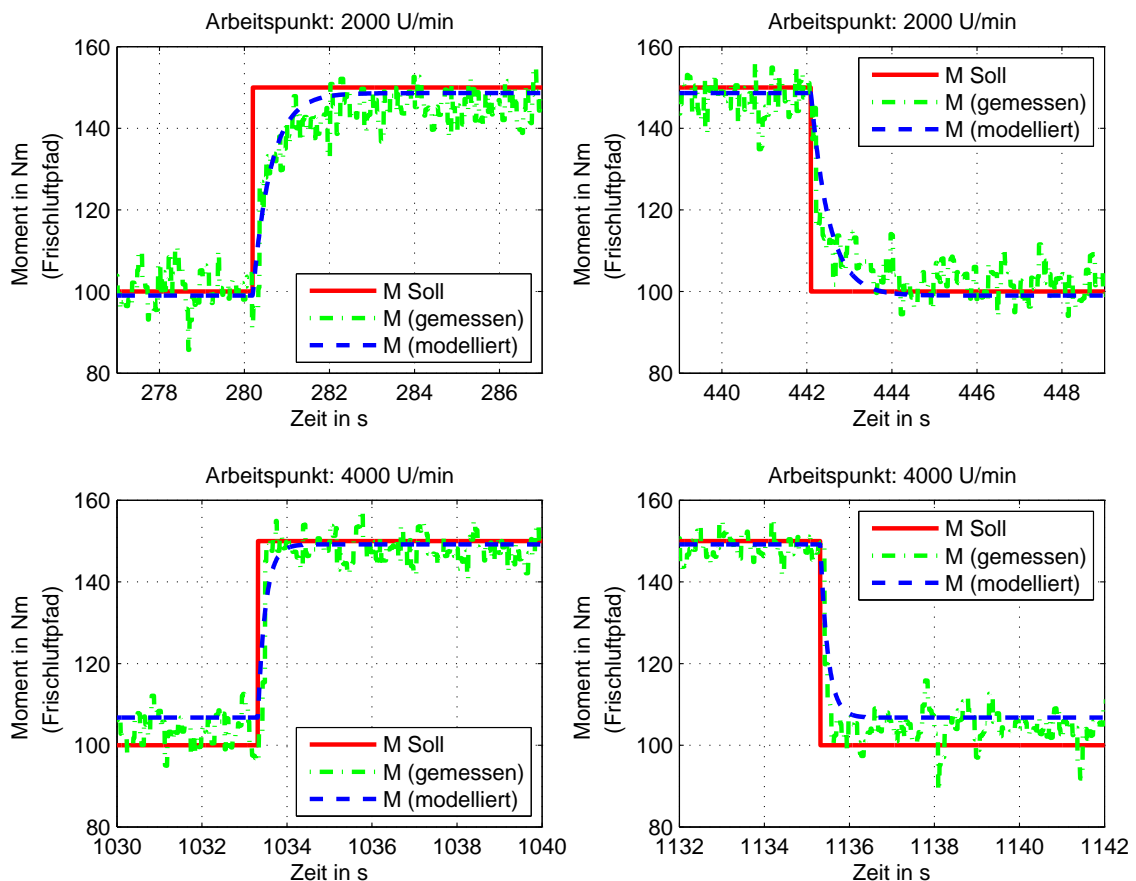 Arbeitspunkt: 2000 U/min
160
140
120
100
80
Moment in Nm
(Frischluftpfad)
M Soll
M (gemessen)
M (modelliert)
278 280 282 284 286
Zeit in s
Arbeitspunkt: 2000 U/min
160
140
120
100
80
Moment in Nm
(Frischluftpfad)
M Soll
M (gemessen)
M (modelliert)
440 442 444 446 448
Zeit in s
Arbeitspunkt: 4000 U/min
160
140
120
100
80
Moment in Nm
(Frischluftpfad)
M Soll
M (gemessen)
M (modelliert)
1030 1032 1034 1036 1038 1040
Zeit in s
Arbeitspunkt: 4000 U/min
160
140
120
100
80
Moment in Nm
(Frischluftpfad)
M Soll
M (gemessen)
M (modelliert)
1132 1134 1136 1138 1140 1142
Zeit in s